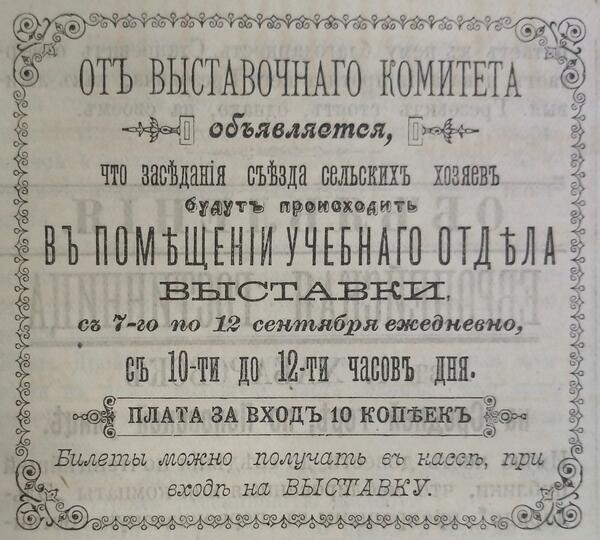 ОТЪ ВЫСТАВОЧНАГО КОМИТЕТА
объявляется,
что засѣданія съѣзда сельскихъ хозяевъ
будутъ происходить
ВЪ ПОМѢЩЕНІИ УЧЕБНАГО ОТДѢЛА
ВЫСТАВКИ,
съ 7-го по 12 сентября ежедневно,
съ 10-ти до 12-ти часовъ дня.
ПЛАТА ЗА ВХОДЪ 10 КОПѢЕКЪ
Билеты можно получать въ кассѣ, при
входѣ на ВЫСТАВКУ.